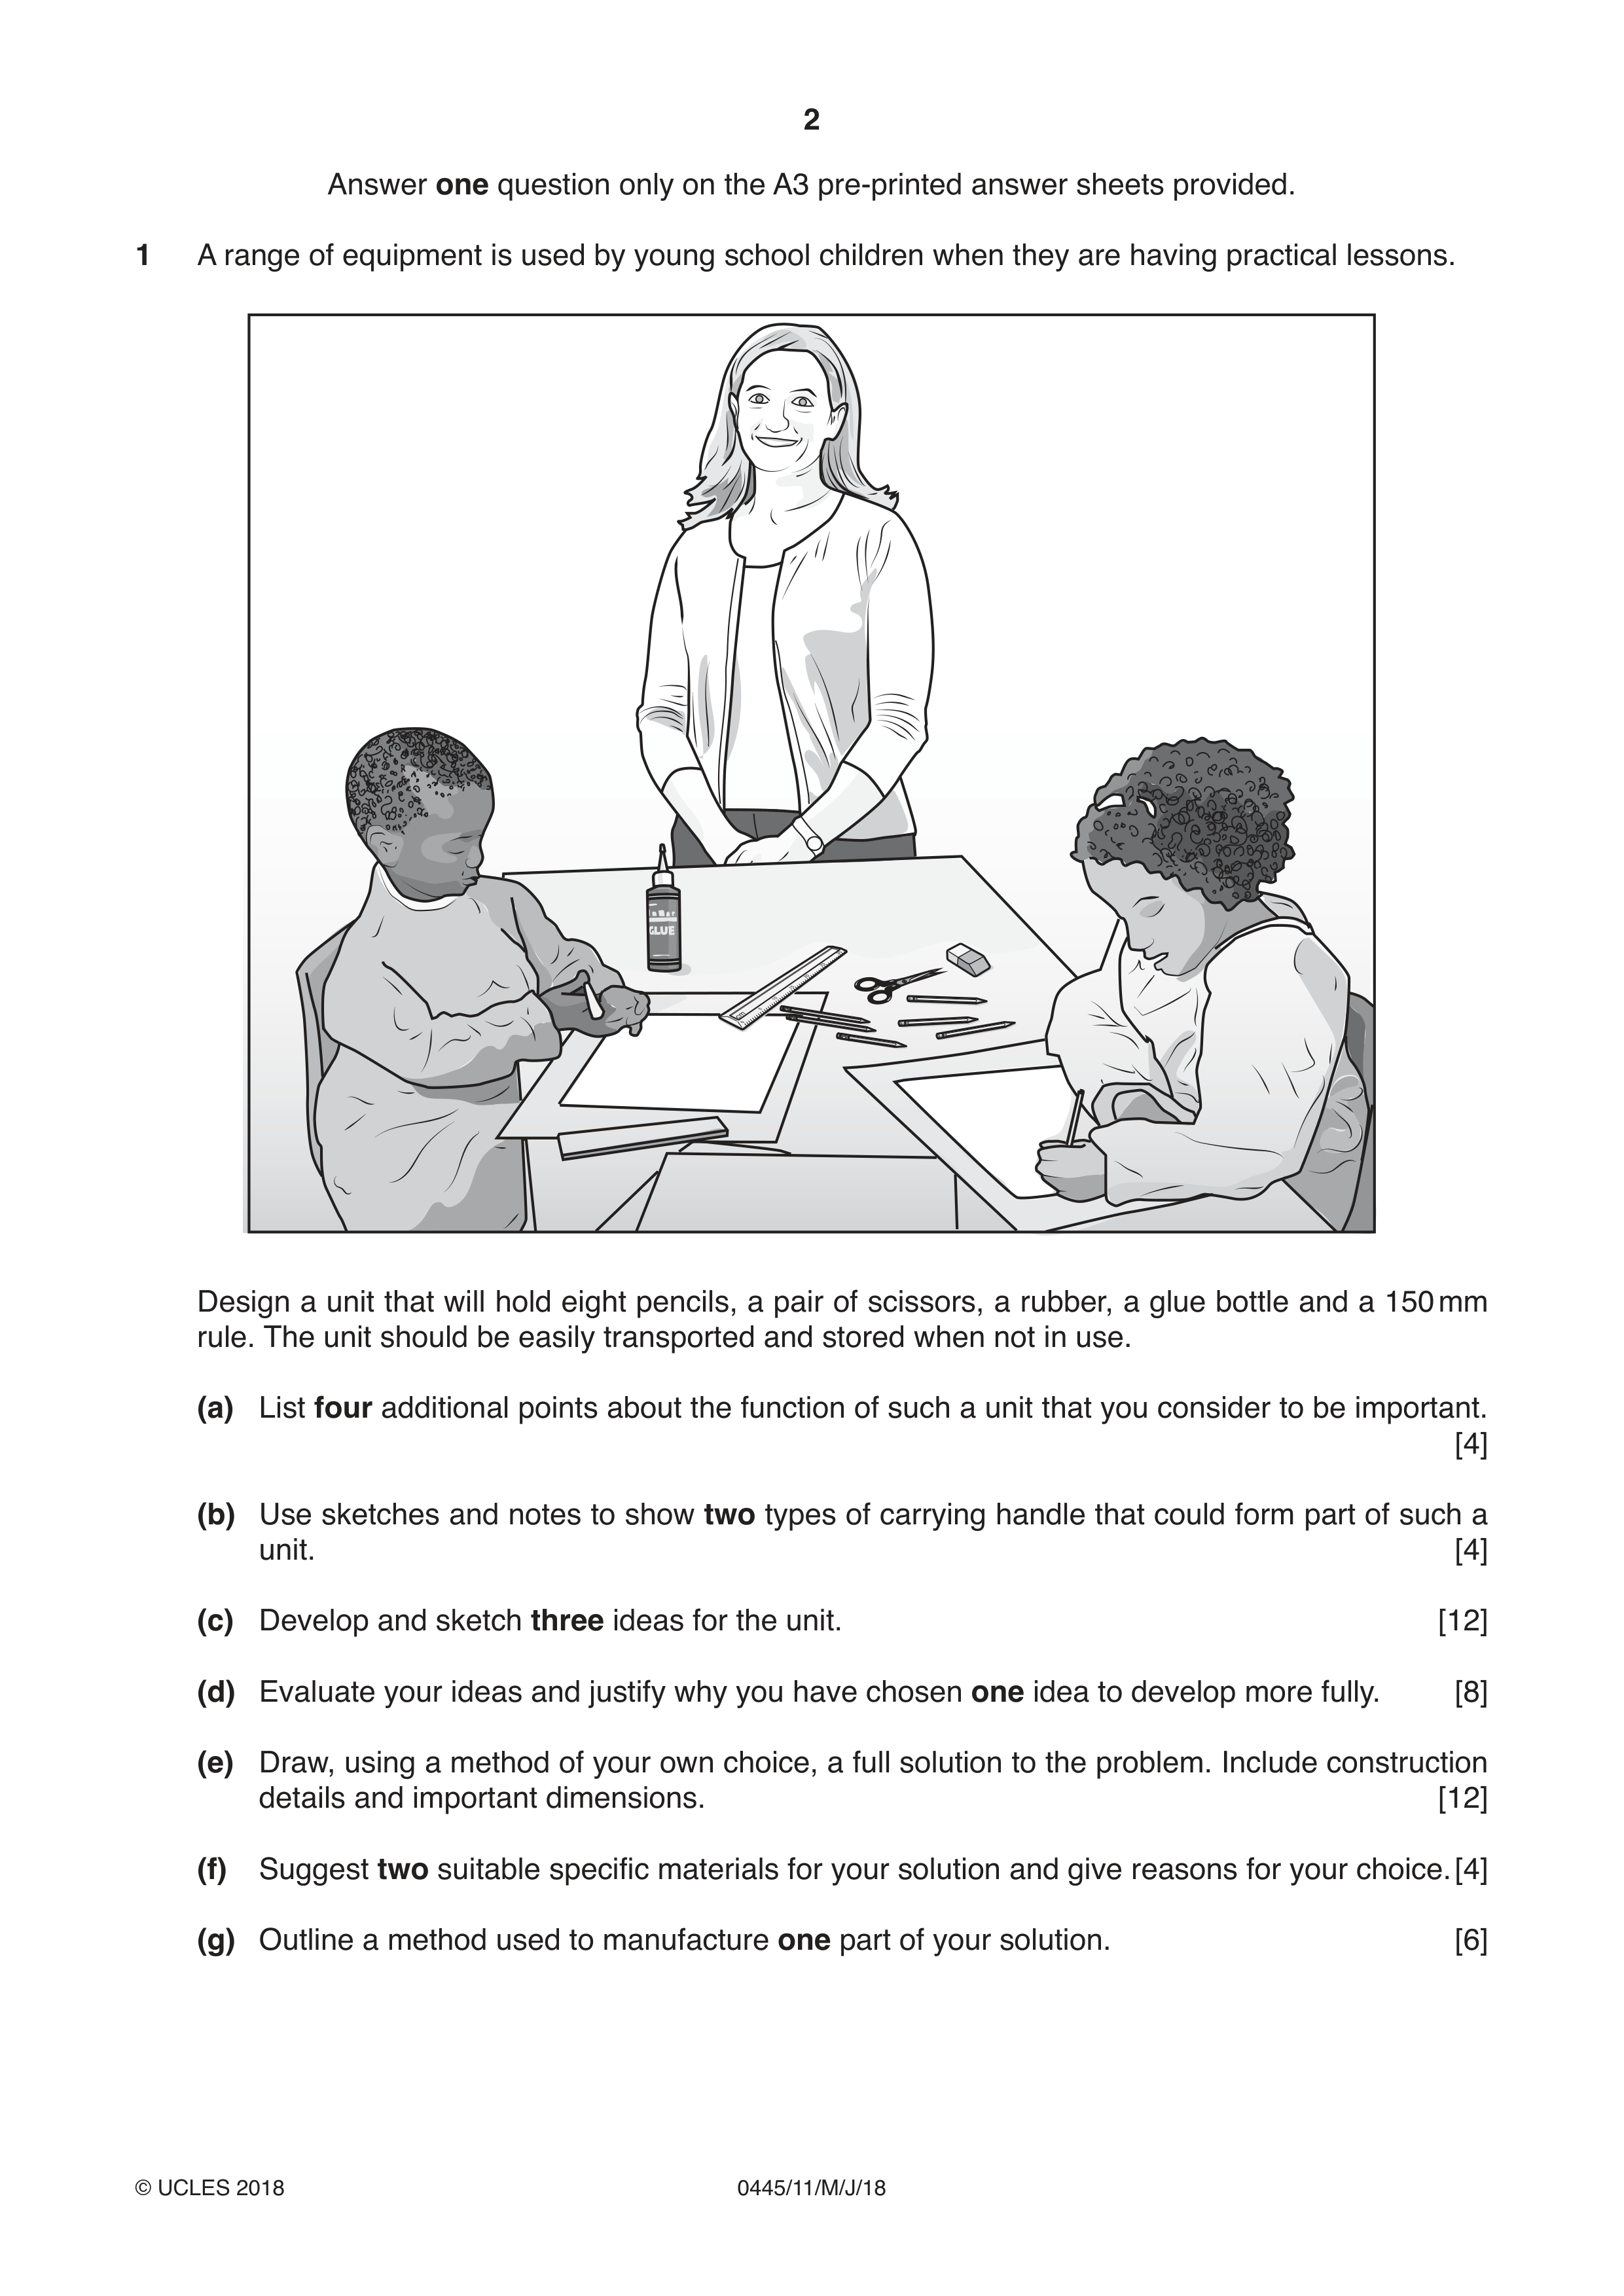 2
Answer one question only on the A3 pre-printed answer sheets provided.
1 A range of equipment is used by young school children when they are having practical lessons.
GLUE
Design a unit that will hold eight pencils, a pair of scissors, a rubber, a glue bottle and a 150 mm
rule. The unit should be easily transported and stored when not in use.
(a) List four additional points about the function of such a unit that you consider to be important.
[4]
(b) Use sketches and notes to show two types of carrying handle that could form part of such a
unit. [4]
(c) Develop and sketch three ideas for the unit. [12]
(d) Evaluate your ideas and justify why you have chosen one idea to develop more fully. [8]
(e) Draw, using a method of your own choice, a full solution to the problem. Include construction
details and important dimensions. [12]
(f) Suggest two suitable specific materials for your solution and give reasons for your choice. [4]
(g) Outline a method used to manufacture one part of your solution. [6]
© UCLES 2018 0445/11/M/J/18